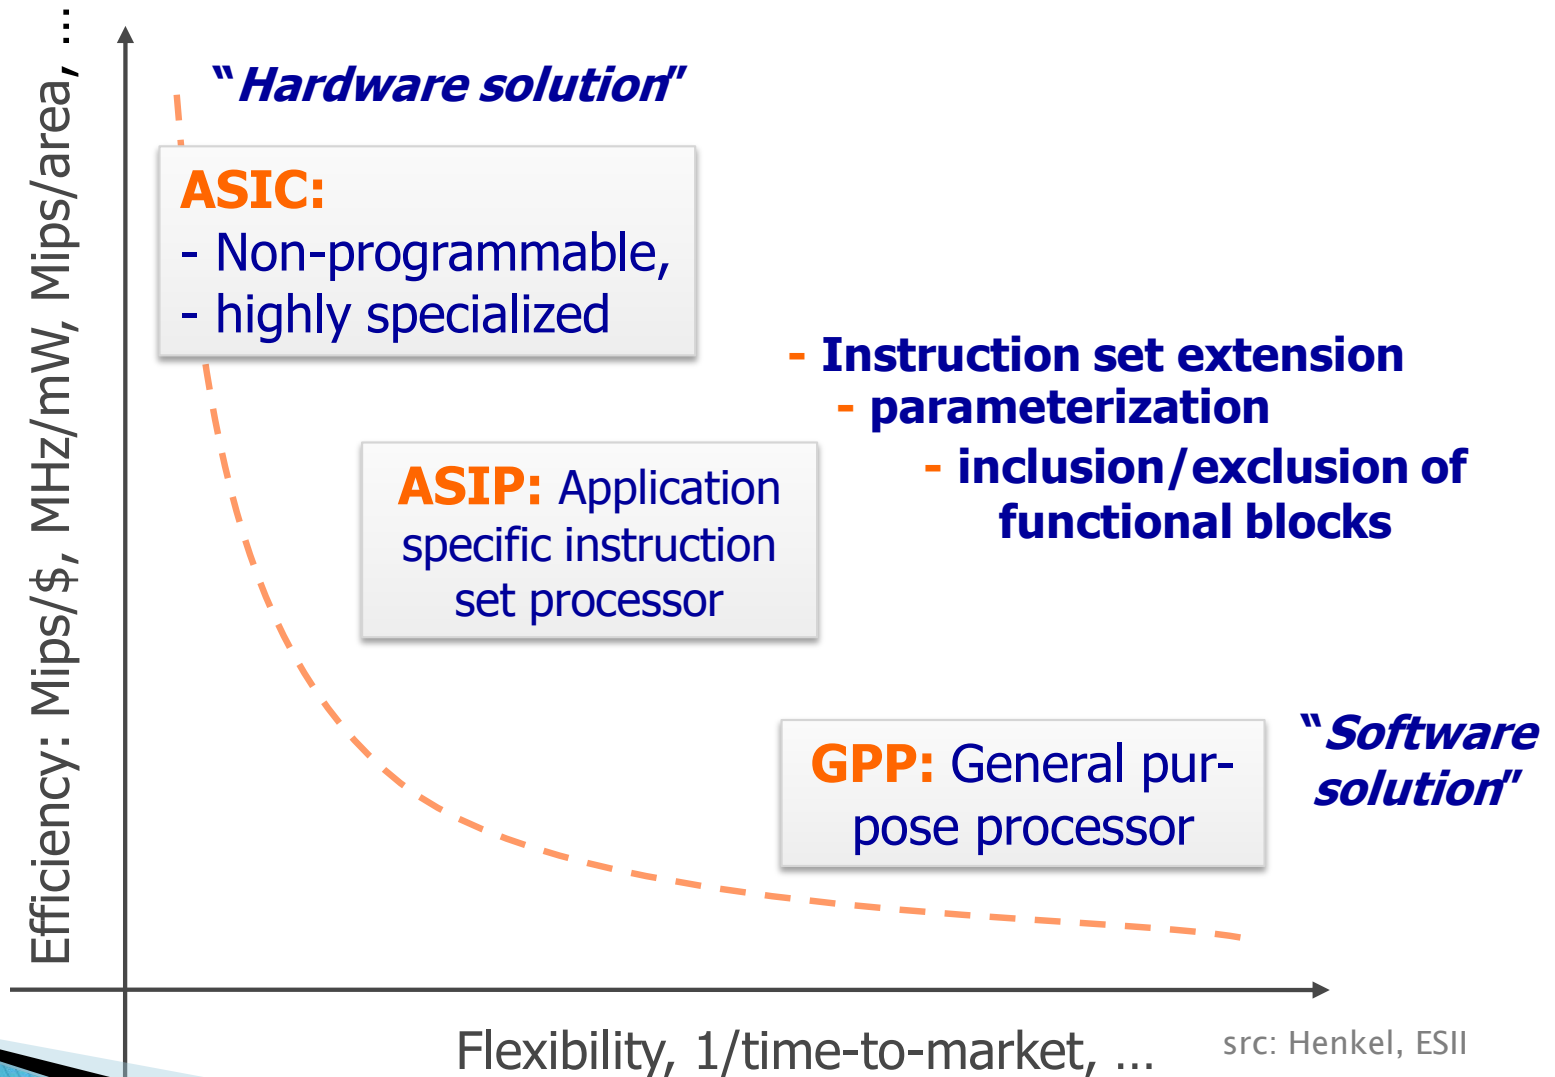 Efficiency: Mips/$, MHz/mW, Mips/area, ...
"Hardware solution"
ASIC:
- Non-programmable,
- highly specialized
- Instruction set extension
- parameterization
- inclusion/exclusion of
functional blocks
ASIP: Application
specific instruction
set processor
GPP: General pur-
pose processor
"Software
solution"
Flexibility, 1/time-to-market, ...
src: Henkel, ESII